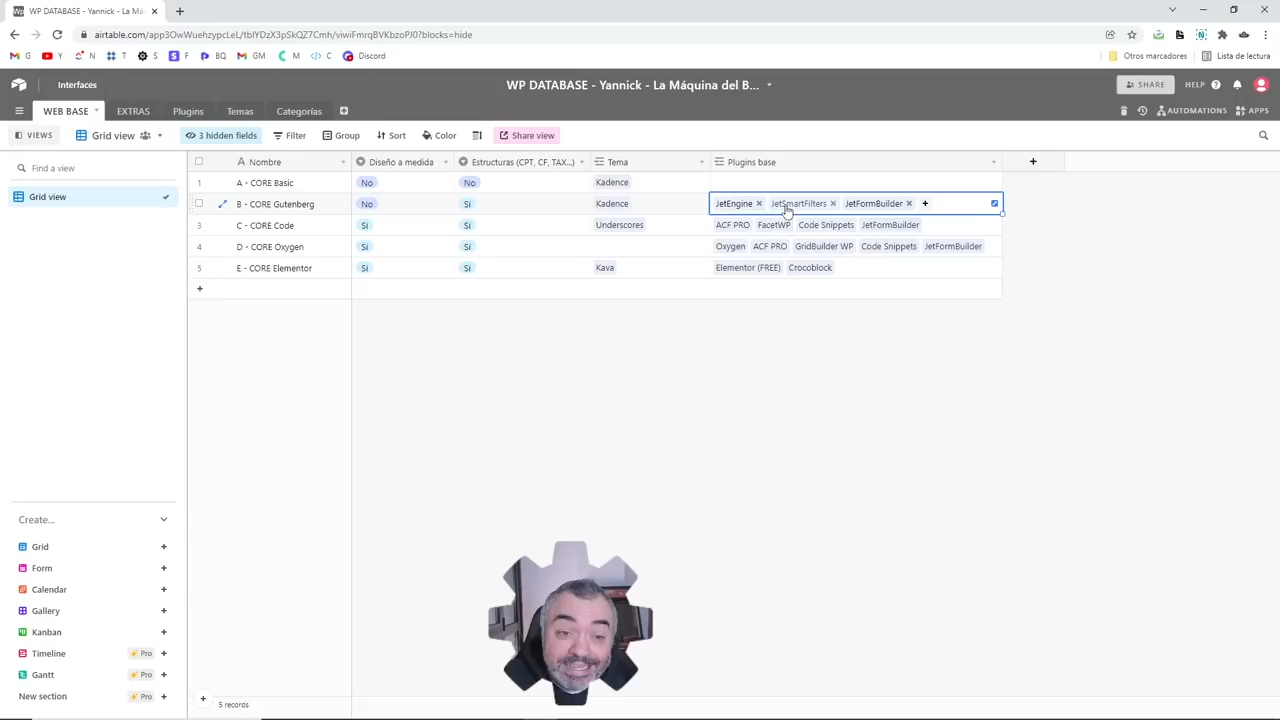 WP DATABASE - Yannick - La Má
airtable.com/app3OwWuehzypcLeL/tblYDzX3pSkQZ7Cmh/viwiFmrqBVKbzoPJ0?blocks=hide
G Y N T S F BQ GM M C Discord Otros marcadores Lista de lectura
Interfaces WP DATABASE - Yannick - La Máquina del B... SHARE HELP
WEB BASE EXTRAS Plugins Temas Categorías AUTOMATIONS APPS
VIEWS Grid view 3 hidden fields Filter Group Sort Color Share view
Find a view
Grid view
Nombre Diseño a medida Estructuras (CPT, CF, TAX...) Tema Plugins base
1 A - CORE Basic No No Kadence
B - CORE Gutenberg No Sí Kadence JetEngine JetSmartFilters JetFormBuilder
3 C - CORE Code Sí Sí Underscores ACF PRO FacetWP Code Snippets JetFormBuilder
4 D - CORE Oxygen Sí Sí Oxygen ACF PRO GridBuilder WP Code Snippets JetFormBuilder
5 E - CORE Elementor Sí Sí Kava Elementor (FREE) Crocoblock
Create...
Grid
Form
Calendar
Gallery
Kanban
Timeline Pro
Gantt Pro
New section Pro
5 records